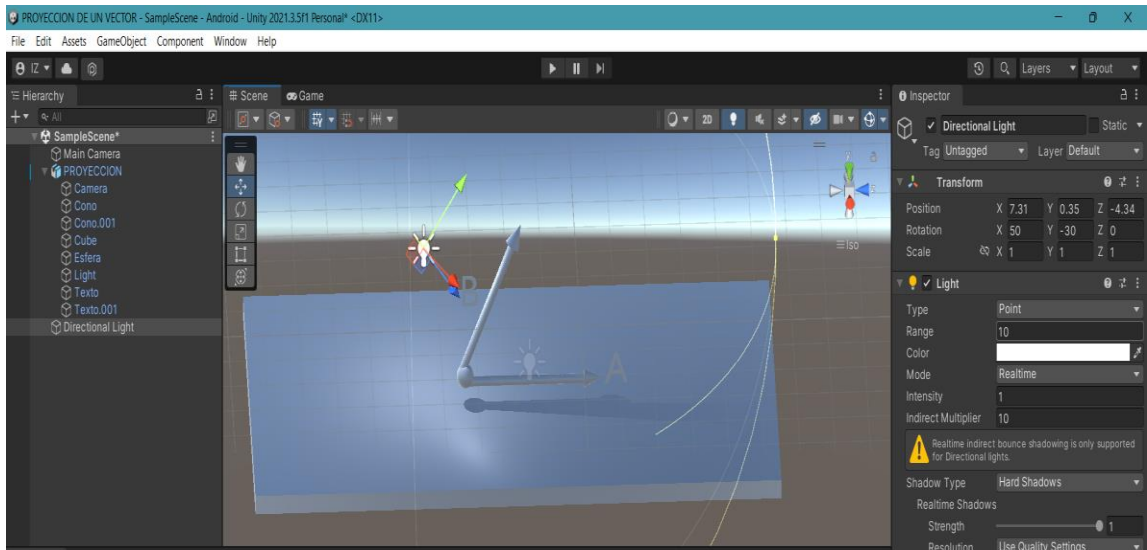 PROYECCION DE UN VECTOR - SampleScene - Android - Unity 2021.3.5f1 Personal* <DX11>
File Edit Assets GameObject Component Window Help
IZ Layers Layout
Hierarchy
All
SampleScene*
Main Camera
PROYECCION
Camera
Cono
Cono.001
Cube
Esfera
Light
Texto
Texto.001
Directional Light
Scene Game
2D
y
z
Iso
B
A
Inspector
Directional Light Static
Tag Untagged Layer Default
Transform
Position X 7.31 Y 0.35 Z -4.34
Rotation X 50 Y -30 Z 0
Scale X 1 Y 1 Z 1
Light
Type Point
Range 10
Color
Mode Realtime
Intensity 1
Indirect Multiplier 10
Realtime indirect bounce shadowing is only supported
for Directional lights.
Shadow Type Hard Shadows
Realtime Shadows
Strength 1
Resolution Use Quality Settings